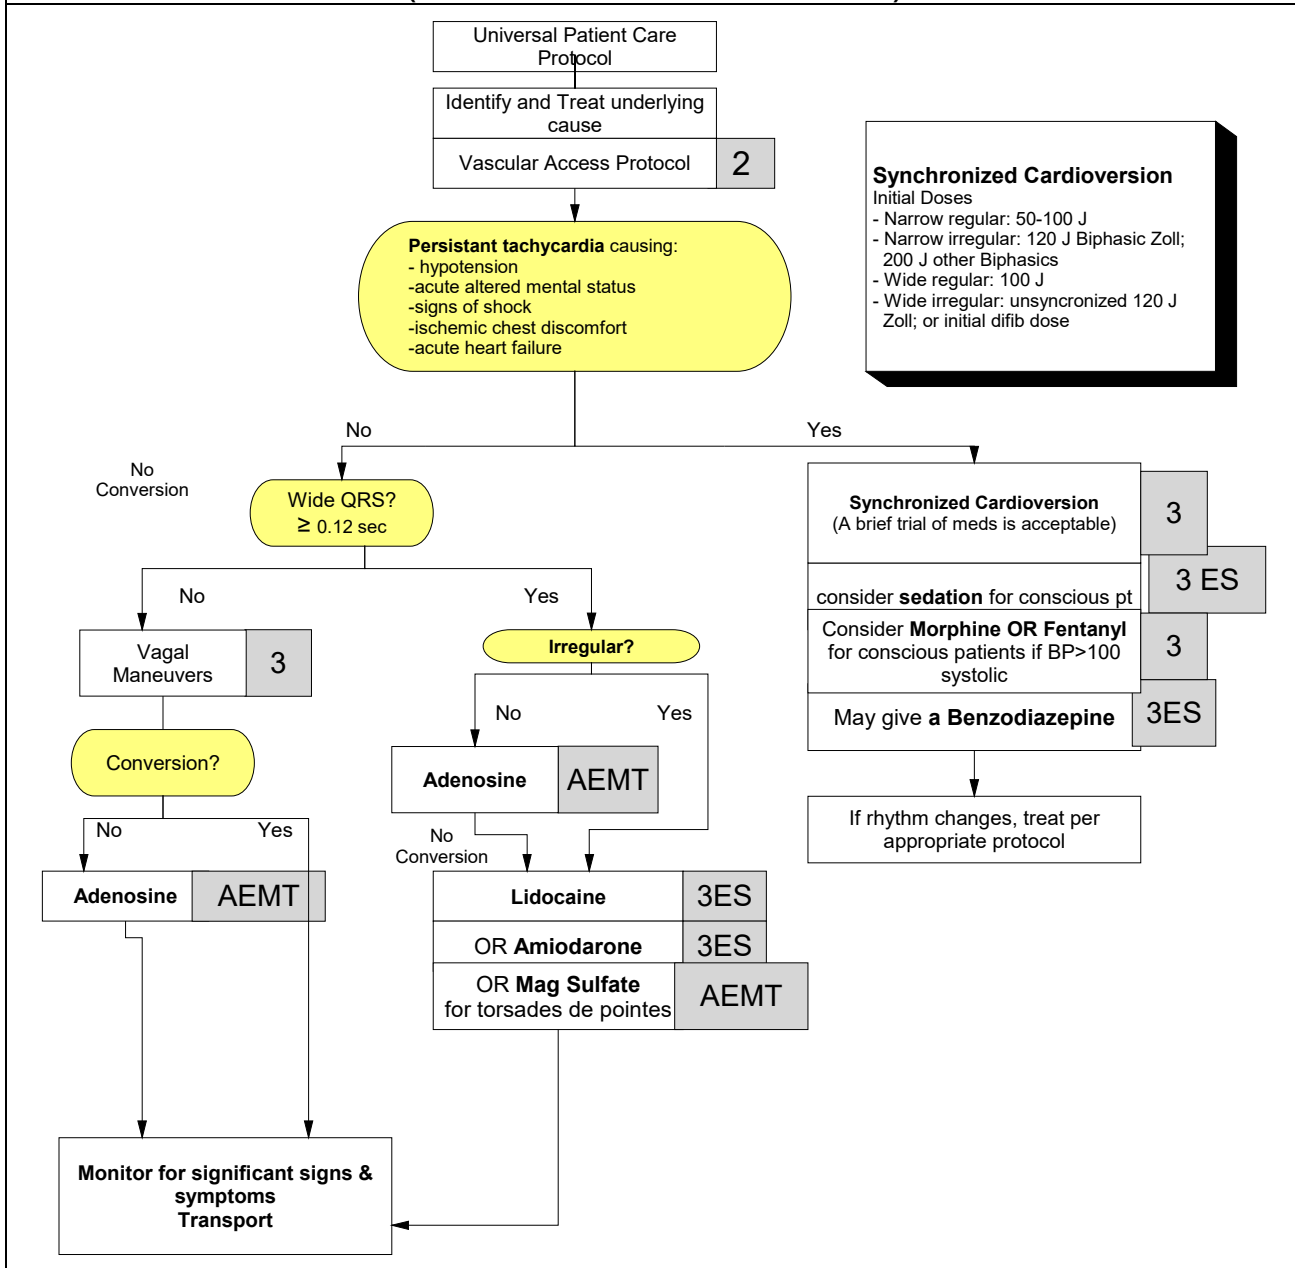 Universal Patient Care
Protocol
Identify and Treat underlying
cause
Vascular Access Protocol
2
Synchronized Cardioversion
Initial Doses
- Narrow regular: 50-100 J
- Narrow irregular: 120 J Biphasic Zoll;
200 J other Biphasics
- Wide regular: 100 J
- Wide irregular: unsyncronized 120 J
Zoll; or initial difib dose
Persistant tachycardia causing:
- hypotension
-acute altered mental status
-signs of shock
-ischemic chest discomfort
-acute heart failure
No
Yes
No
Conversion
Wide QRS?
≥ 0.12 sec
Synchronized Cardioversion
(A brief trial of meds is acceptable)
3
consider sedation for conscious pt
3 ES
Consider Morphine OR Fentanyl
for conscious patients if BP>100
systolic
3
May give a Benzodiazepine
3ES
If rhythm changes, treat per
appropriate protocol
No
Yes
Vagal
Maneuvers
3
Irregular?
No
Yes
Conversion?
Adenosine
AEMT
No
Yes
No
Conversion
Adenosine
AEMT
Lidocaine
3ES
OR Amiodarone
3ES
OR Mag Sulfate
for torsades de pointes
AEMT
Monitor for significant signs &
symptoms
Transport